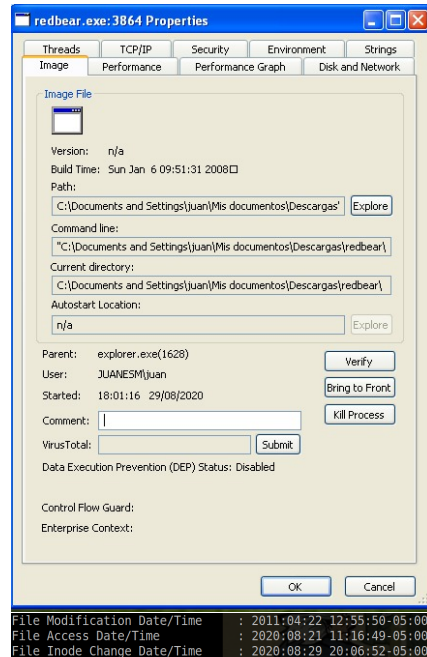 redbear.exe:3864 Properties
Threads TCP/IP Security Environment Strings
Image Performance Performance Graph Disk and Network
Image File
Version: n/a
Build Time: Sun Jan 6 09:51:31 2008□
Path:
C:\Documents and Settings\juan\Mis documentos\Descargas' Explore
Command line:
"C:\Documents and Settings\juan\Mis documentos\Descargas\redbear\
Current directory:
C:\Documents and Settings\juan\Mis documentos\Descargas\redbear\
Autostart Location:
n/a Explore
Parent: explorer.exe(1628) Verify
User: JUANESM\juan
Bring to Front
Started: 18:01:16 29/08/2020
Comment: Kill Process
VirusTotal: Submit
Data Execution Prevention (DEP) Status: Disabled
Control Flow Guard:
Enterprise Context:
OK Cancel
File Modification Date/Time : 2011:04:22 12:55:50-05:00
File Access Date/Time : 2020:08:21 11:16:49-05:00
File Inode Change Date/Time : 2020:08:29 20:06:52-05:00